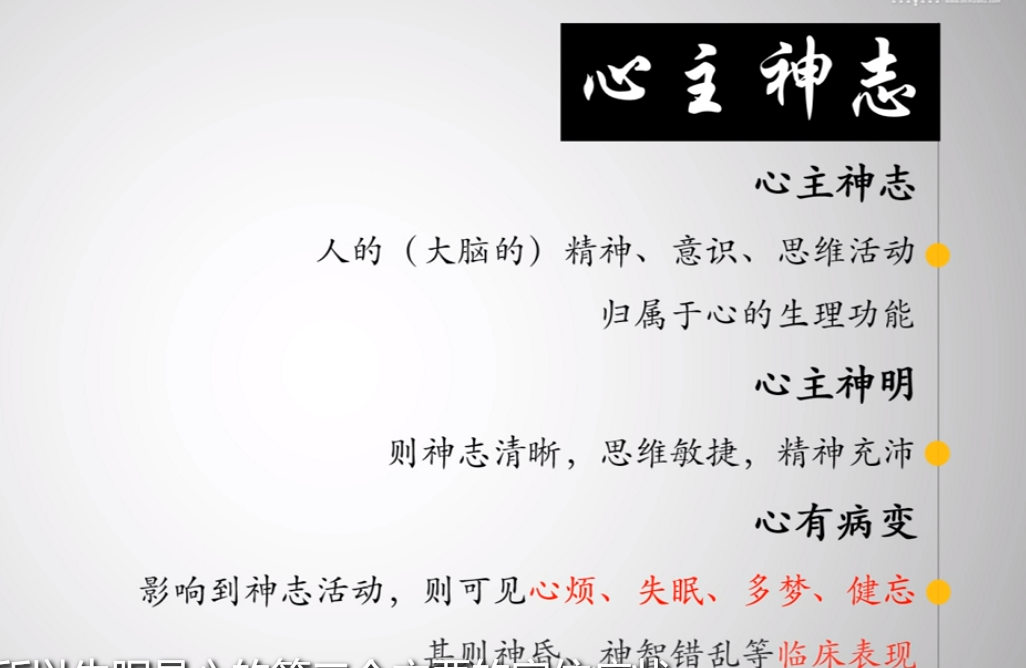 心主神志
心主神志
人的（大脑的）精神、意识、思维活动
归属于心的生理功能
心主神明
则神志清晰，思维敏捷，精神充沛
心有病变
影响到神志活动，则可见心烦、失眠、多梦、健忘
甚则神昏、神智错乱等临床表现